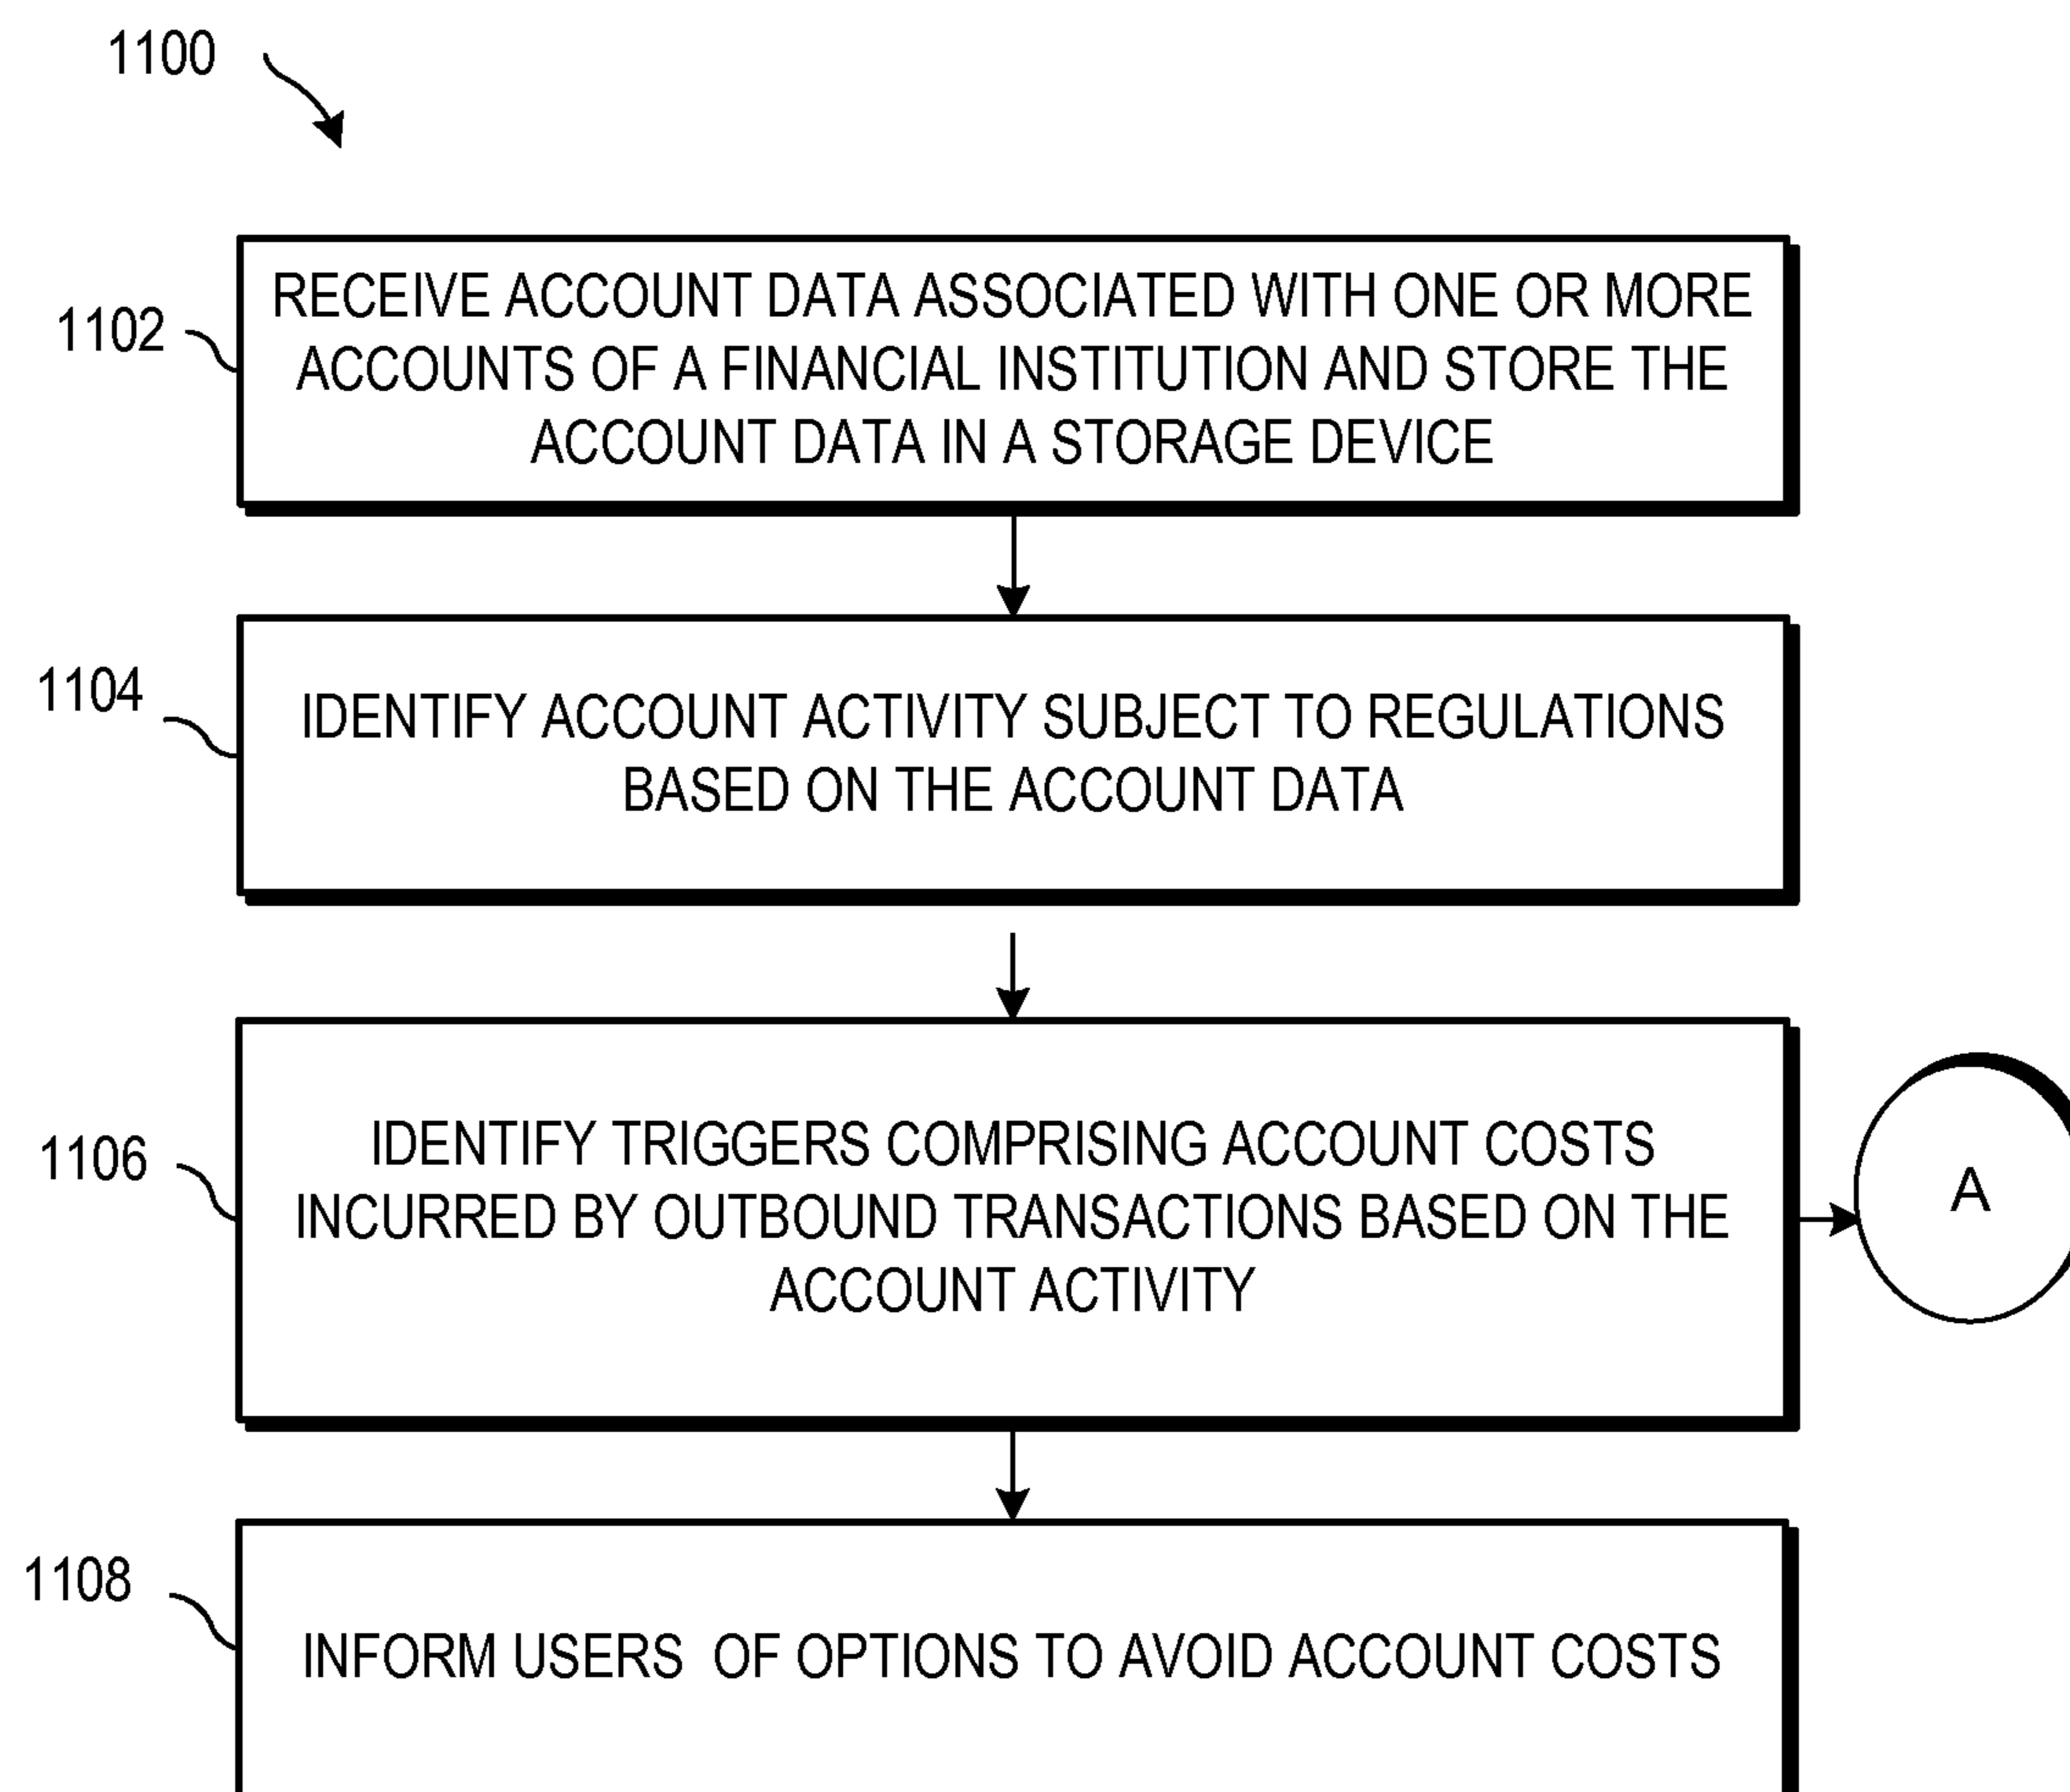 1100
1102
RECEIVE ACCOUNT DATA ASSOCIATED WITH ONE OR MORE
ACCOUNTS OF A FINANCIAL INSTITUTION AND STORE THE
ACCOUNT DATA IN A STORAGE DEVICE
1104
IDENTIFY ACCOUNT ACTIVITY SUBJECT TO REGULATIONS
BASED ON THE ACCOUNT DATA
1106
IDENTIFY TRIGGERS COMPRISING ACCOUNT COSTS
INCURRED BY OUTBOUND TRANSACTIONS BASED ON THE
ACCOUNT ACTIVITY
A
1108
INFORM USERS OF OPTIONS TO AVOID ACCOUNT COSTS